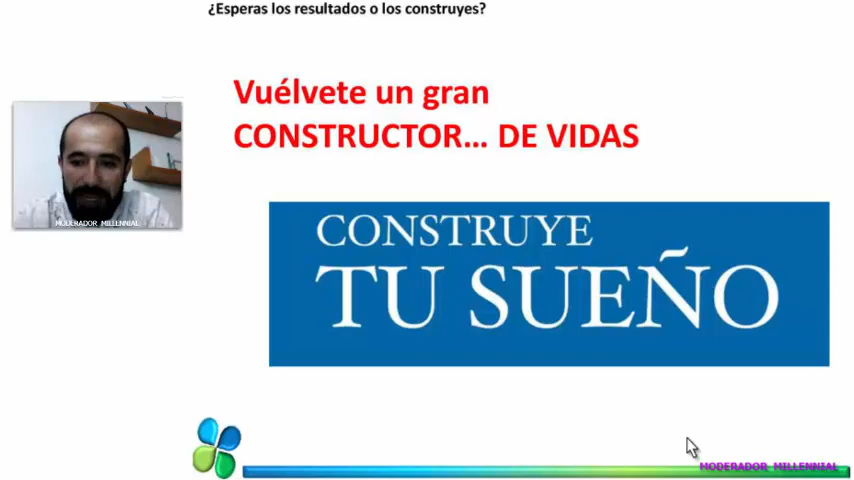 ¿Esperas los resultados o los construyes?
Vuélvete un gran
CONSTRUCTOR... DE VIDAS
MODERADOR MILLENNIAL
CONSTRUYE
TU SUEÑO
MODERADOR MILLENNIAL